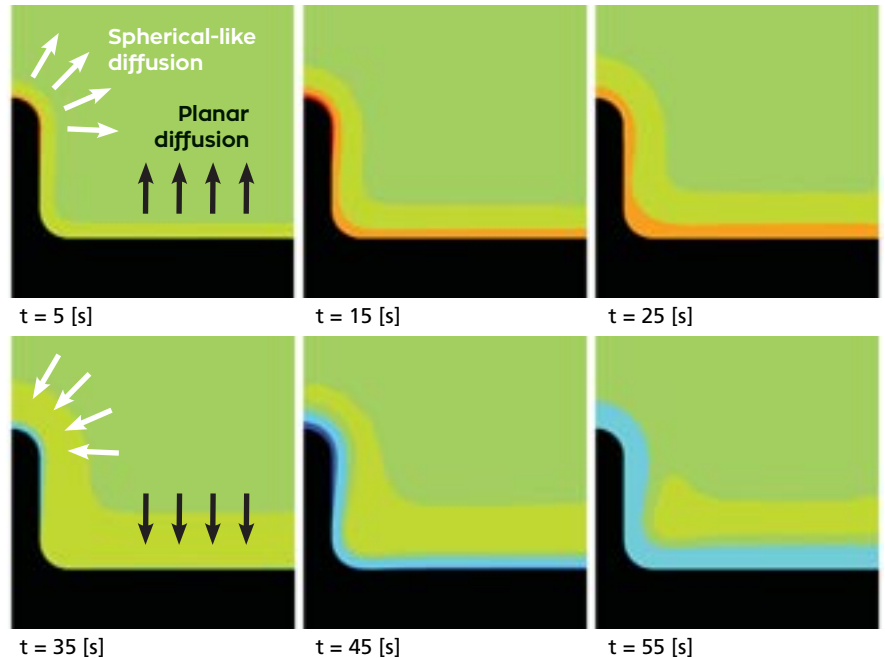 Spherical-like
diffusion
Planar
diffusion
t = 5 [s]
t = 15 [s]
t = 25 [s]
t = 35 [s]
t = 45 [s]
t = 55 [s]